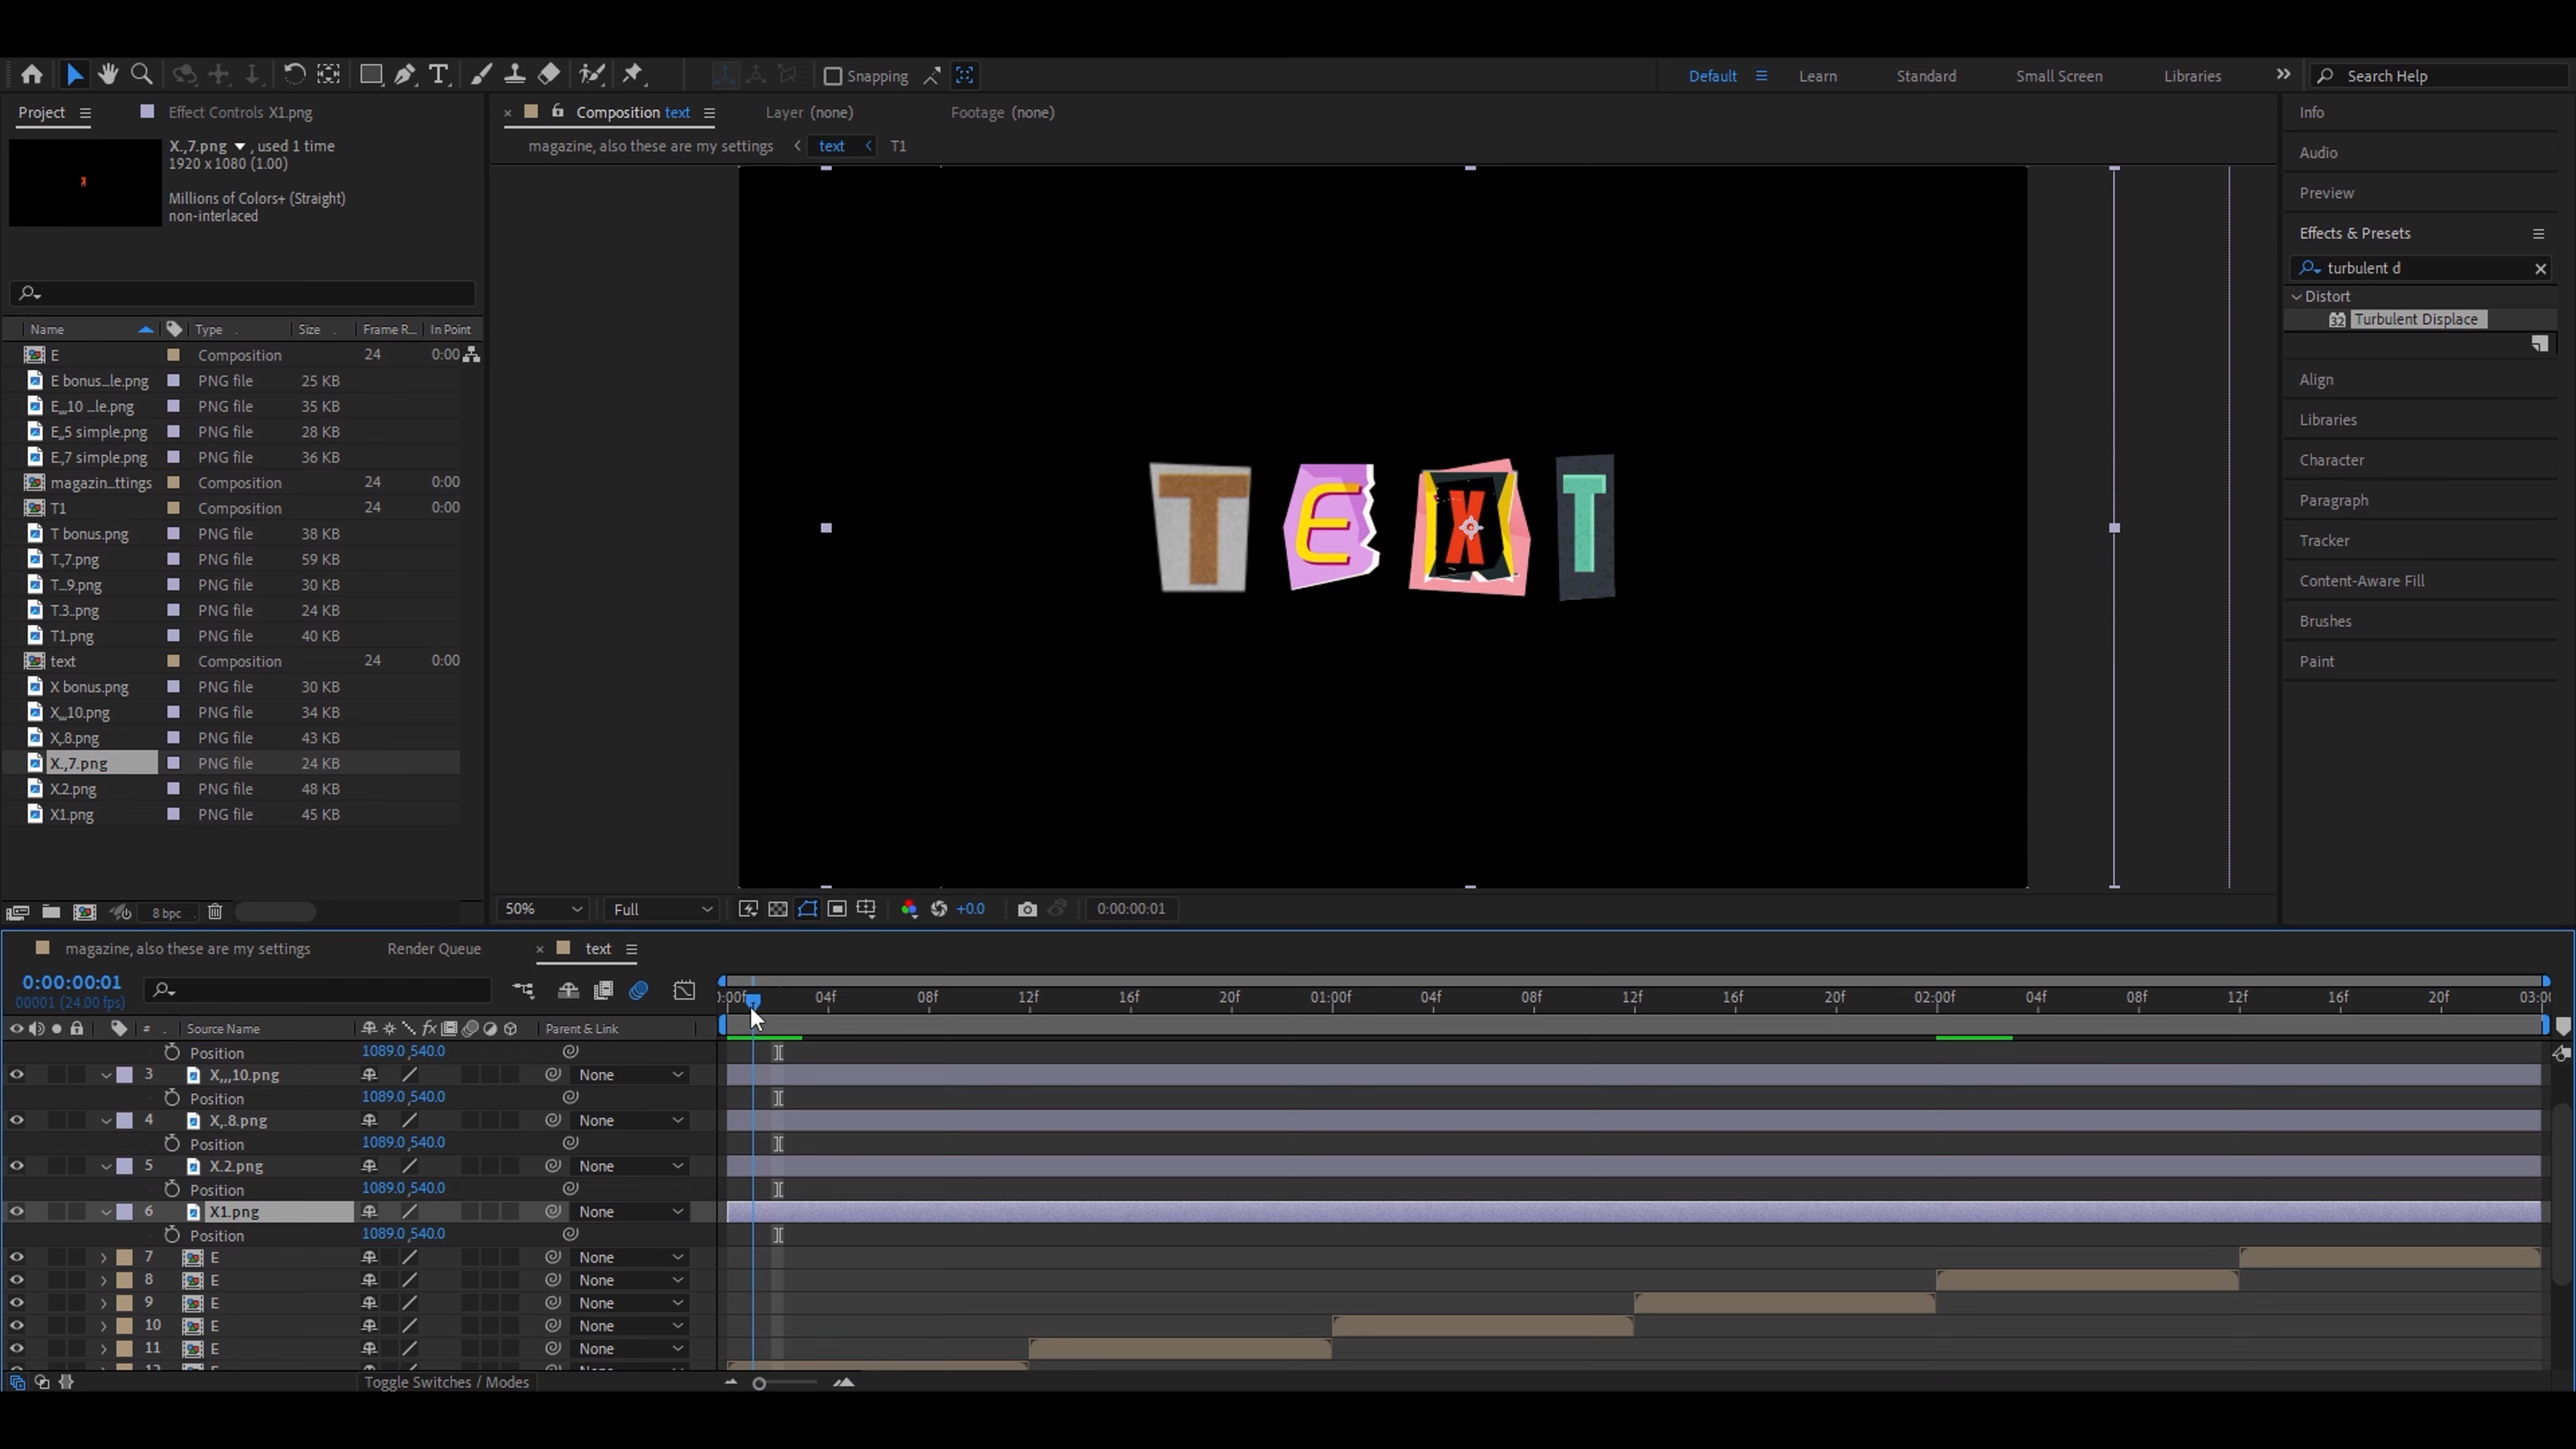 Snapping
Default
Learn
Standard
Small Screen
Libraries
Search Help
Project
Effect Controls X1.png
X.,7.png , used 1 time
1920 x 1080 (1.00)
Millions of Colors+ (Straight)
non-interlaced
Name Type Size Frame R... In Point
E Composition 24 0:00
E bonus...le.png PNG file 25 KB
E,,,10 ...le.png PNG file 35 KB
E,,5 simple.png PNG file 28 KB
E,7 simple.png PNG file 36 KB
magazin...ttings Composition 24 0:00
T1 Composition 24 0:00
T bonus.png PNG file 38 KB
T.,7.png PNG file 59 KB
T...9.png PNG file 30 KB
T.3..png PNG file 24 KB
T1.png PNG file 40 KB
text Composition 24 0:00
X bonus.png PNG file 30 KB
X,,,10.png PNG file 34 KB
X,.8.png PNG file 43 KB
X.,7.png PNG file 24 KB
X.2.png PNG file 48 KB
X1.png PNG file 45 KB
8 bpc
Composition text
Layer (none)
Footage (none)
magazine, also these are my settings text T1
T E X T
50% Full +0.0 0:00:00:01
Info
Audio
Preview
Effects & Presets
turbulent d
Distort
32 Turbulent Displace
Align
Libraries
Character
Paragraph
Tracker
Content-Aware Fill
Brushes
Paint
magazine, also these are my settings
Render Queue
text
0:00:00:01
00001 (24.00 fps)
0:00f 04f 08f 12f 16f 20f 01:00f 04f 08f 12f 16f 20f 02:00f 04f 08f 12f 16f 20f 03:00
# Source Name fx Parent & Link
Position 1089.0,540.0
3 X,,,10.png None
Position 1089.0,540.0
4 X,.8.png None
Position 1089.0,540.0
5 X.2.png None
Position 1089.0,540.0
6 X1.png None
Position 1089.0,540.0
7 E None
8 E None
9 E None
10 E None
11 E None
Toggle Switches / Modes